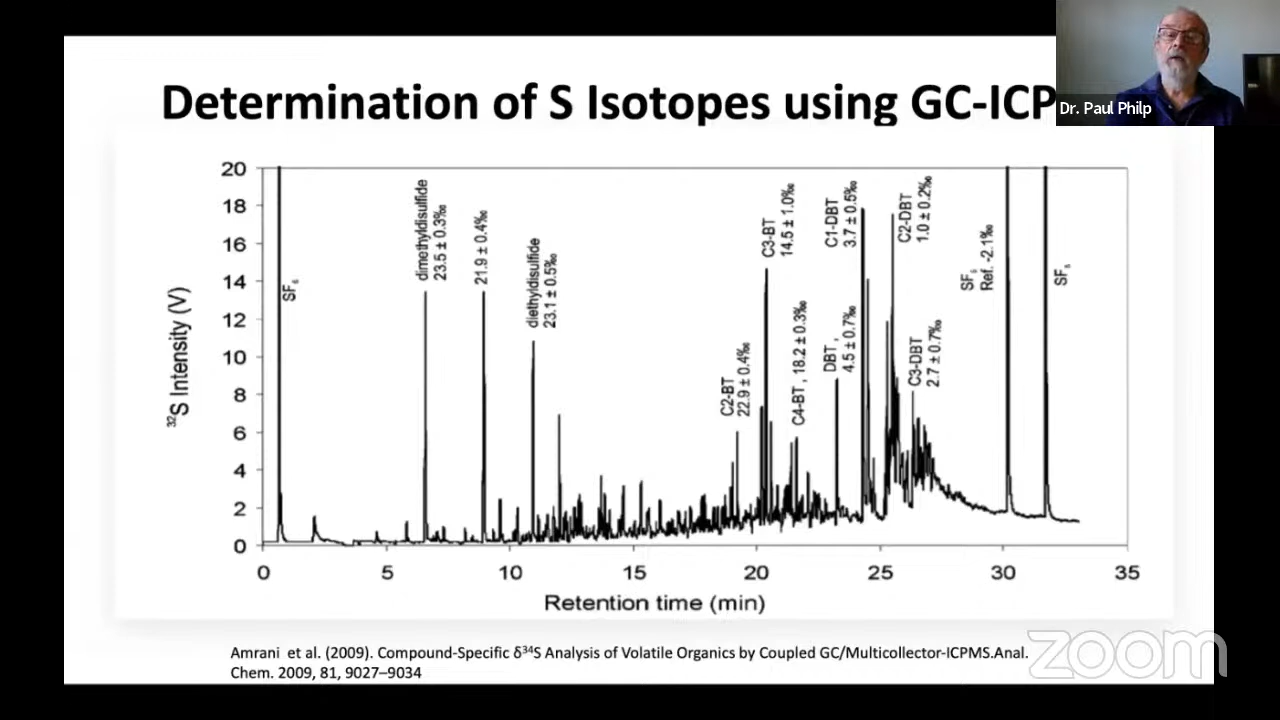 Determination of S Isotopes using GC-ICP
Dr. Paul Philp
20
18
16
14
12
10
8
6
4
2
0
³²S Intensity (V)
SF₆
dimethyldisulfide
23.5 ± 0.3‰
21.9 ± 0.4‰
diethyldisulfide
23.1 ± 0.5‰
C2-BT
22.9 ± 0.4‰
C3-BT
14.5 ± 1.0‰
C4-BT , 18.2 ± 0.3‰
DBT ,
4.5 ± 0.7‰
C1-DBT
3.7 ± 0.5‰
C2-DBT
1.0 ± 0.2‰
C3-DBT
2.7 ± 0.7‰
SF₆
Ref. -2.1‰
SF₆
0 5 10 15 20 25 30 35
Retention time (min)
Amrani et al. (2009). Compound-Specific δ³⁴S Analysis of Volatile Organics by Coupled GC/Multicollector-ICPMS.Anal.
Chem. 2009, 81, 9027–9034
zoom